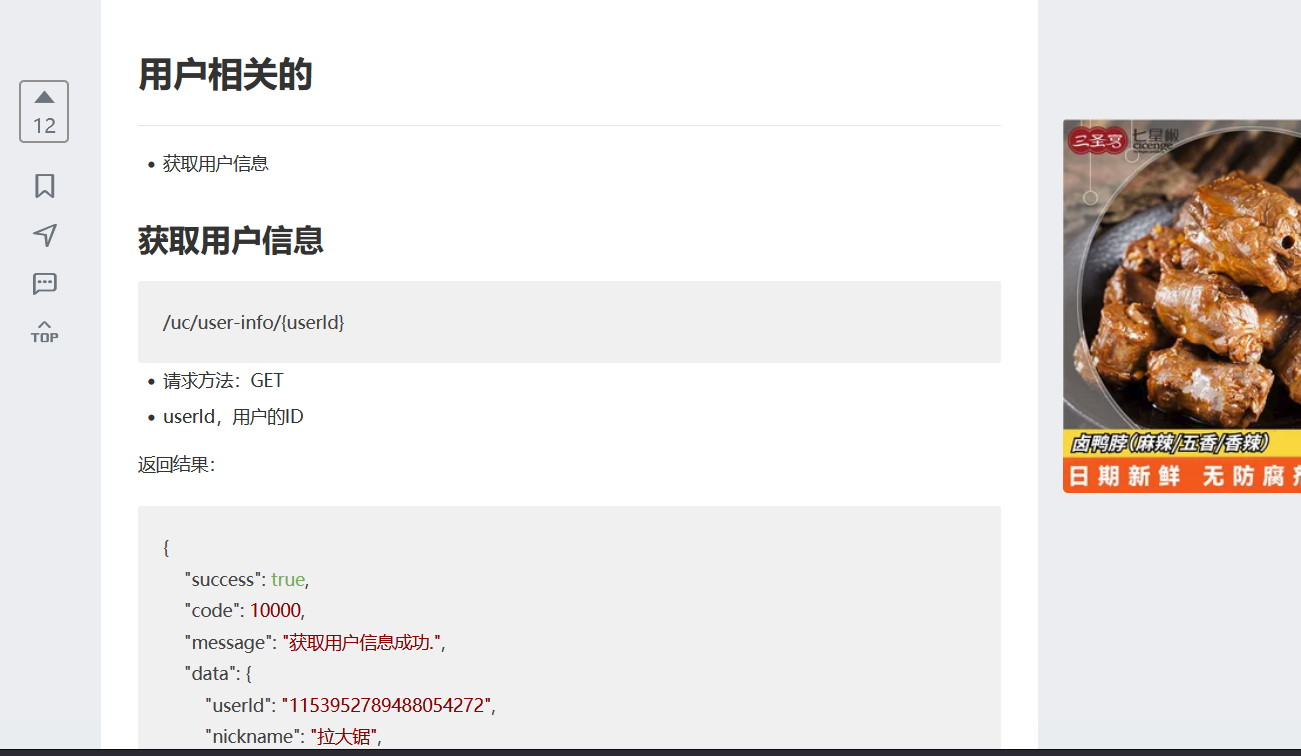 用户相关的
12
获取用户信息
获取用户信息
/uc/user-info/{userId}
请求方法：GET
userId，用户的ID
返回结果：
{
"success": true,
"code": 10000,
"message": "获取用户信息成功.",
"data": {
"userId": "1153952789488054272",
"nickname": "拉大锯",
TOP
三圣亨 七星椒
cicenge
卤鸭脖(麻辣/五香/香辣)
日期新鲜 无防腐